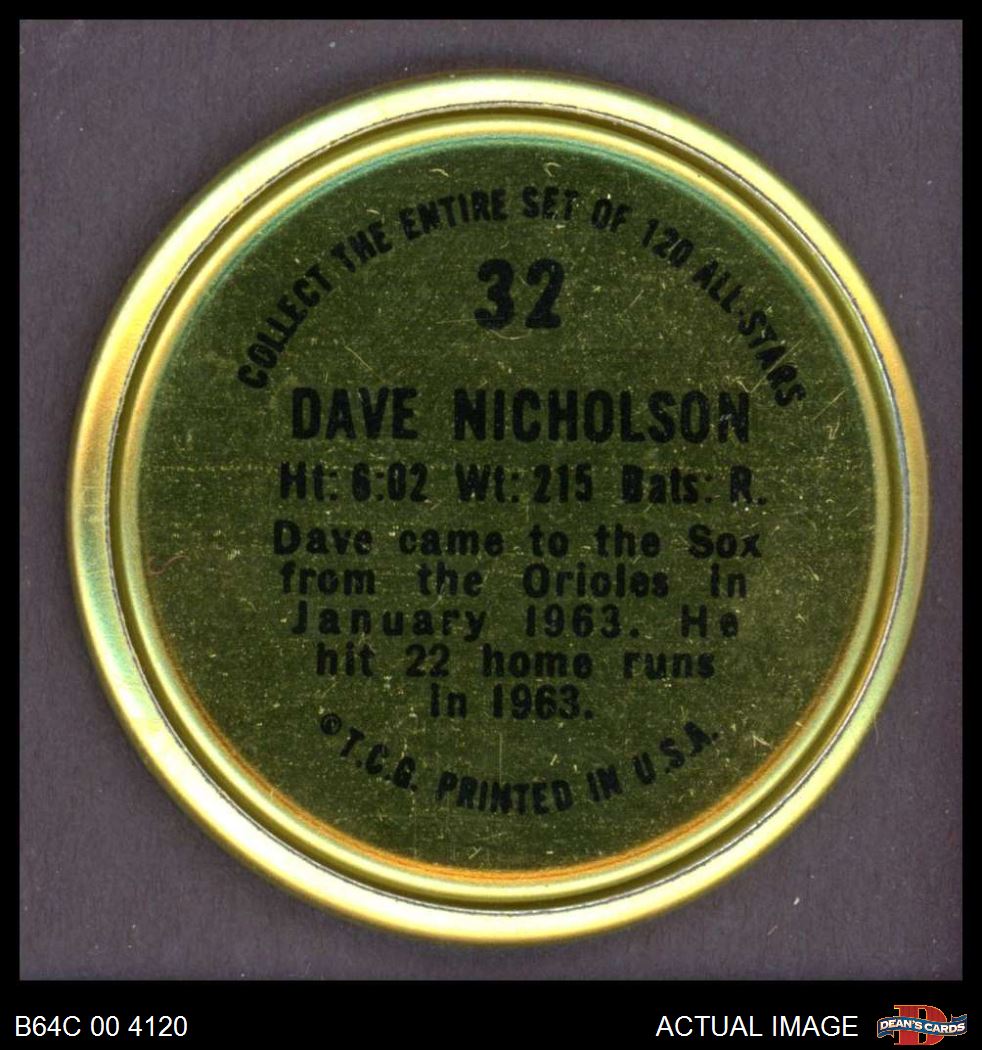 COLLECT THE ENTIRE SET OF 120 ALL-STARS
32
DAVE NICHOLSON
Ht: 6:02 Wt: 215 Bats: R.
Dave came to the Sox
from the Orioles in
January 1963. He
hit 22 home runs
in 1963.
©T.C.G. PRINTED IN U.S.A.
B64C 00 4120
ACTUAL IMAGE
D
DEAN'S CARDS